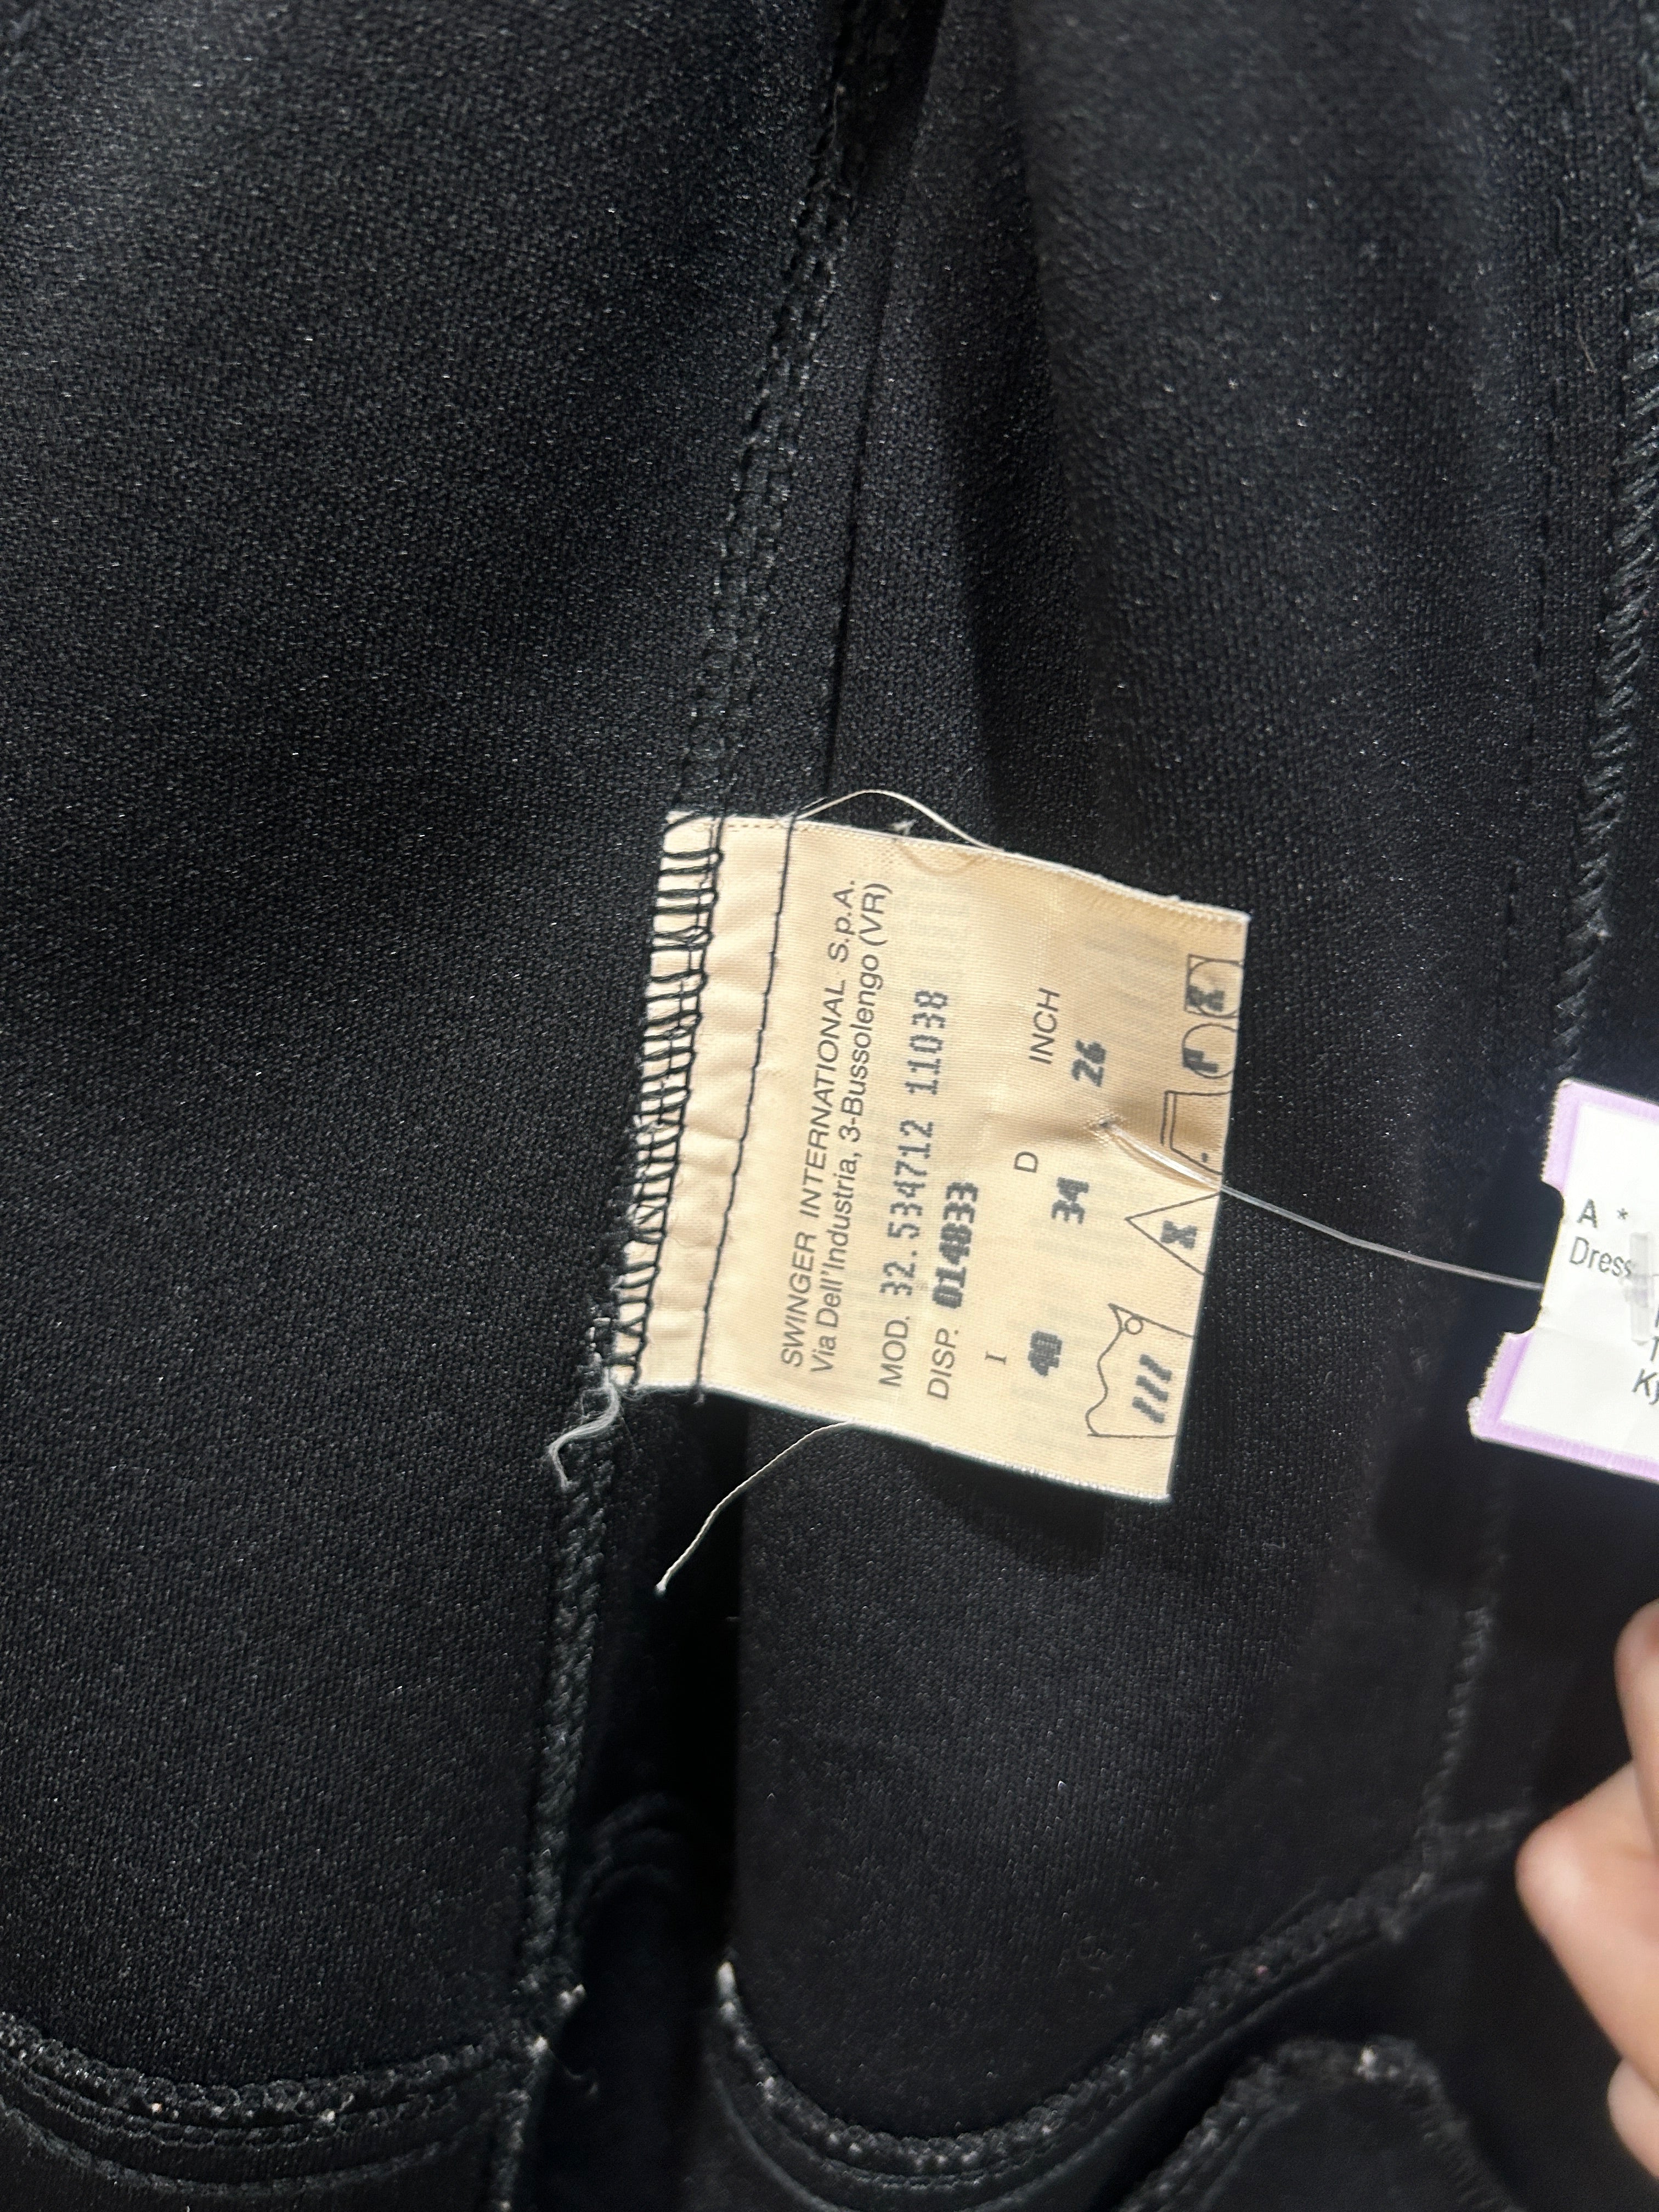 SWINGER INTERNATIONAL S.p.A.
Via Dell'Industria, 3-Bussolengo (VR)
MOD. 32.534712 11038
DISP. 014833
I D INCH
40 34 26
A *
Dress